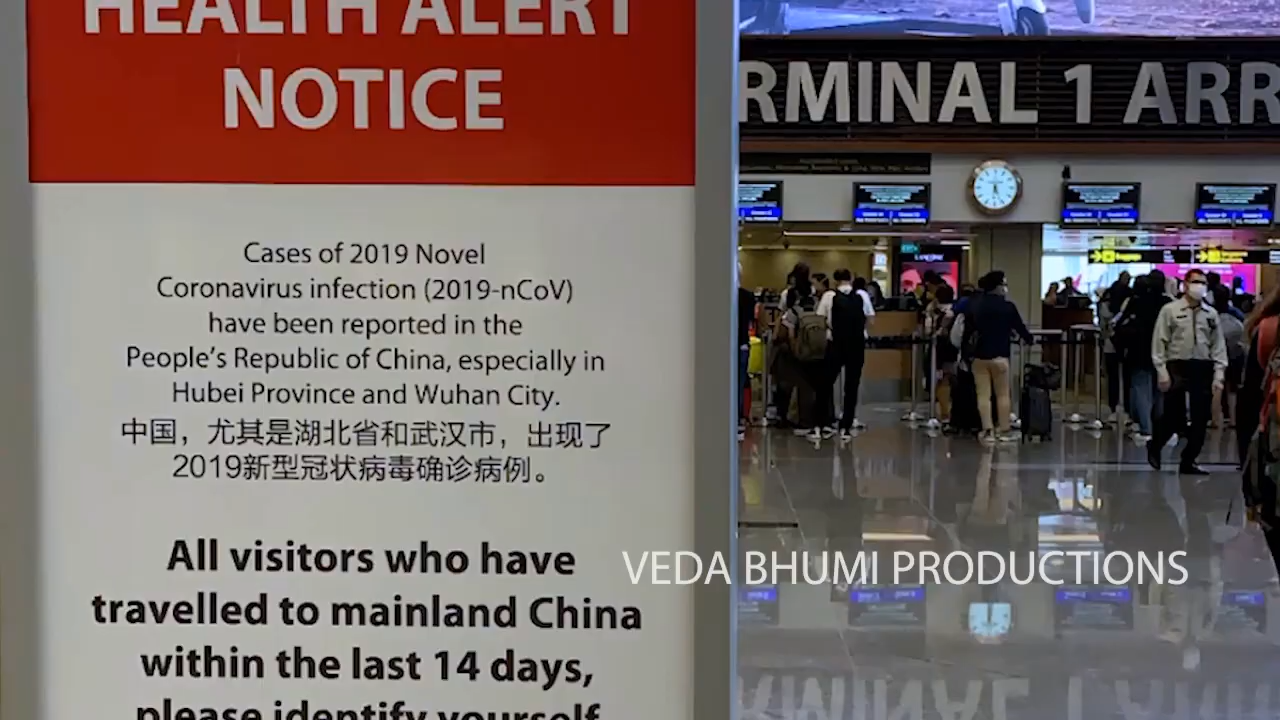 HEALTH ALERT
NOTICE
Cases of 2019 Novel
Coronavirus infection (2019-nCoV)
have been reported in the
People's Republic of China, especially in
Hubei Province and Wuhan City.
中国，尤其是湖北省和武汉市，出现了
2019新型冠状病毒确诊病例。
All visitors who have
travelled to mainland China
within the last 14 days,
please identify yourself
RMINAL 1 ARR
VEDA BHUMI PRODUCTIONS